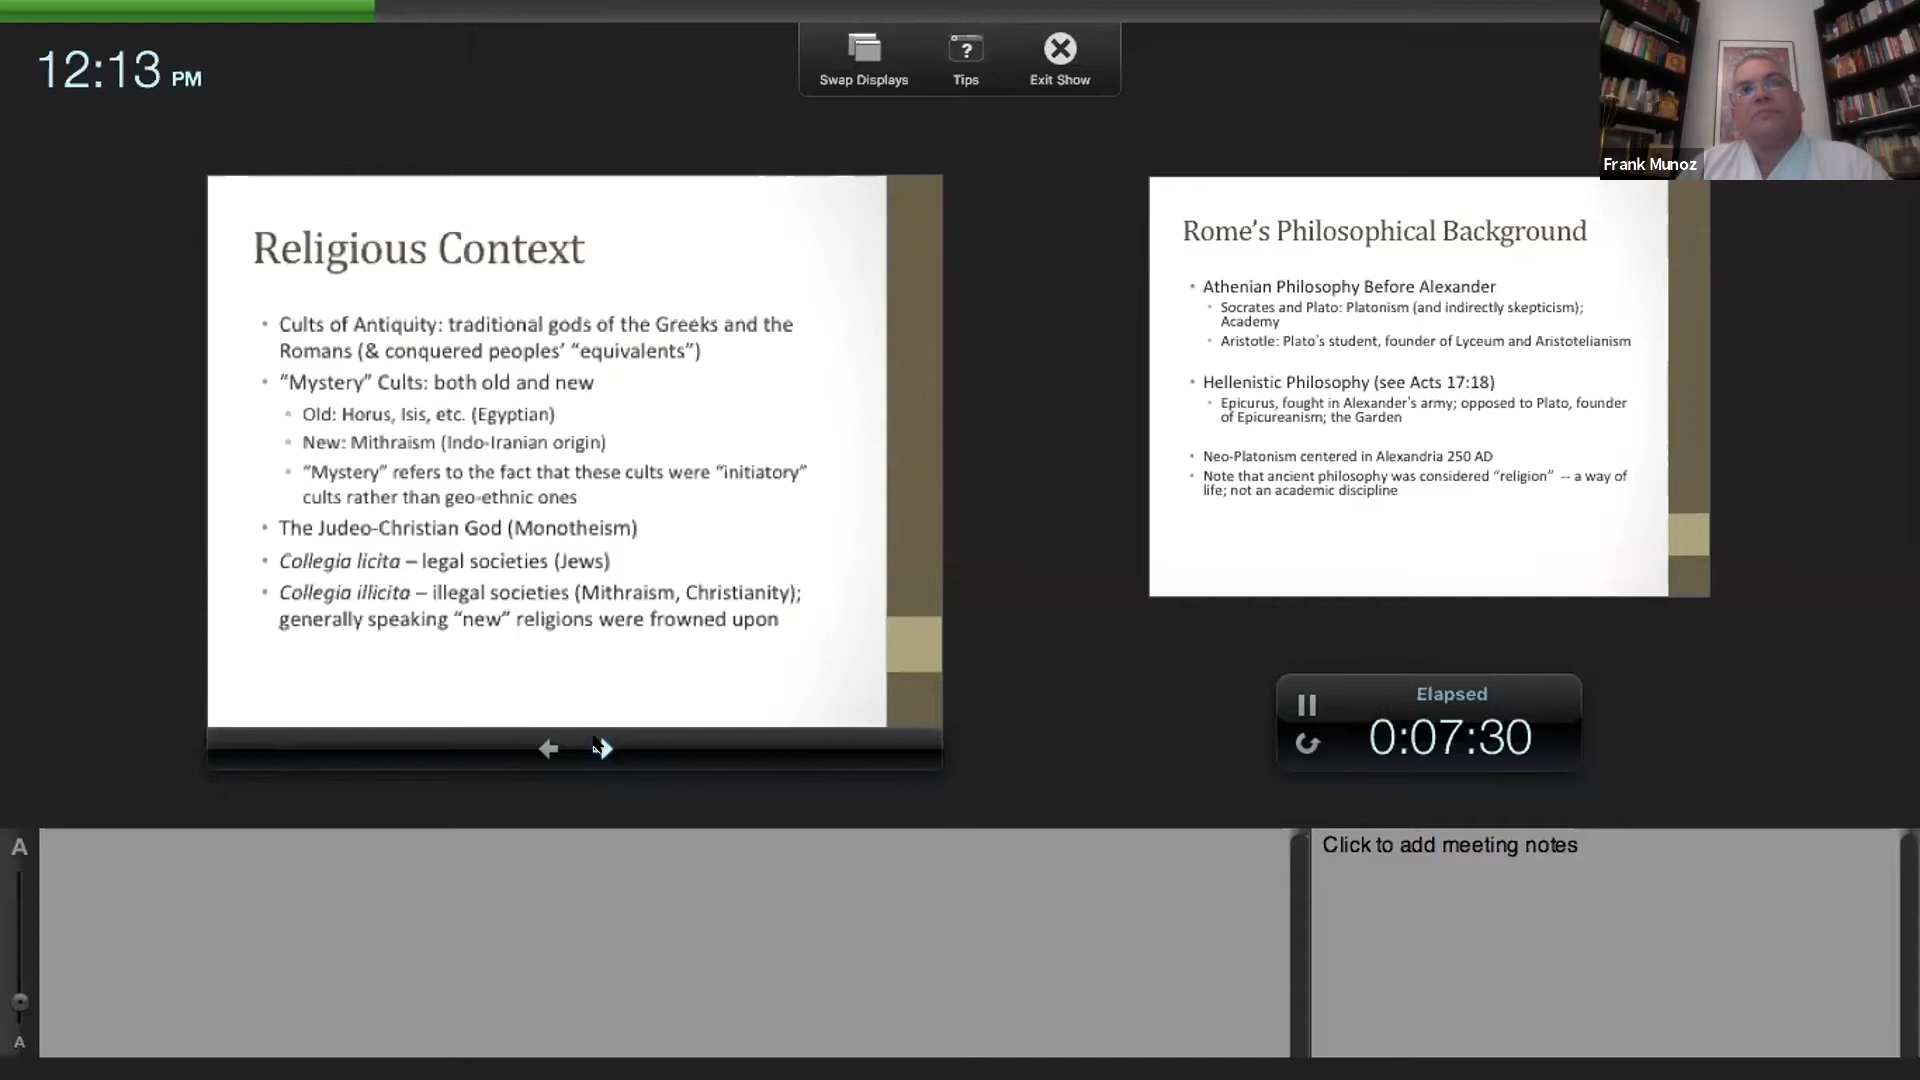 12:13 PM
Swap Displays
Tips
Exit Show
Frank Munoz
Religious Context
• Cults of Antiquity: traditional gods of the Greeks and the
Romans (& conquered peoples’ “equivalents”)
• “Mystery” Cults: both old and new
• Old: Horus, Isis, etc. (Egyptian)
• New: Mithraism (Indo-Iranian origin)
• “Mystery” refers to the fact that these cults were “initiatory”
cults rather than geo-ethnic ones
• The Judeo-Christian God (Monotheism)
• Collegia licita – legal societies (Jews)
• Collegia illicita – illegal societies (Mithraism, Christianity);
generally speaking “new” religions were frowned upon
Rome’s Philosophical Background
• Athenian Philosophy Before Alexander
• Socrates and Plato: Platonism (and indirectly skepticism);
Academy
• Aristotle: Plato’s student, founder of Lyceum and Aristotelianism
• Hellenistic Philosophy (see Acts 17:18)
• Epicurus, fought in Alexander’s army; opposed to Plato, founder
of Epicureanism; the Garden
• Neo-Platonism centered in Alexandria 250 AD
• Note that ancient philosophy was considered “religion” -- a way of
life; not an academic discipline
Elapsed
0:07:30
A
A
Click to add meeting notes